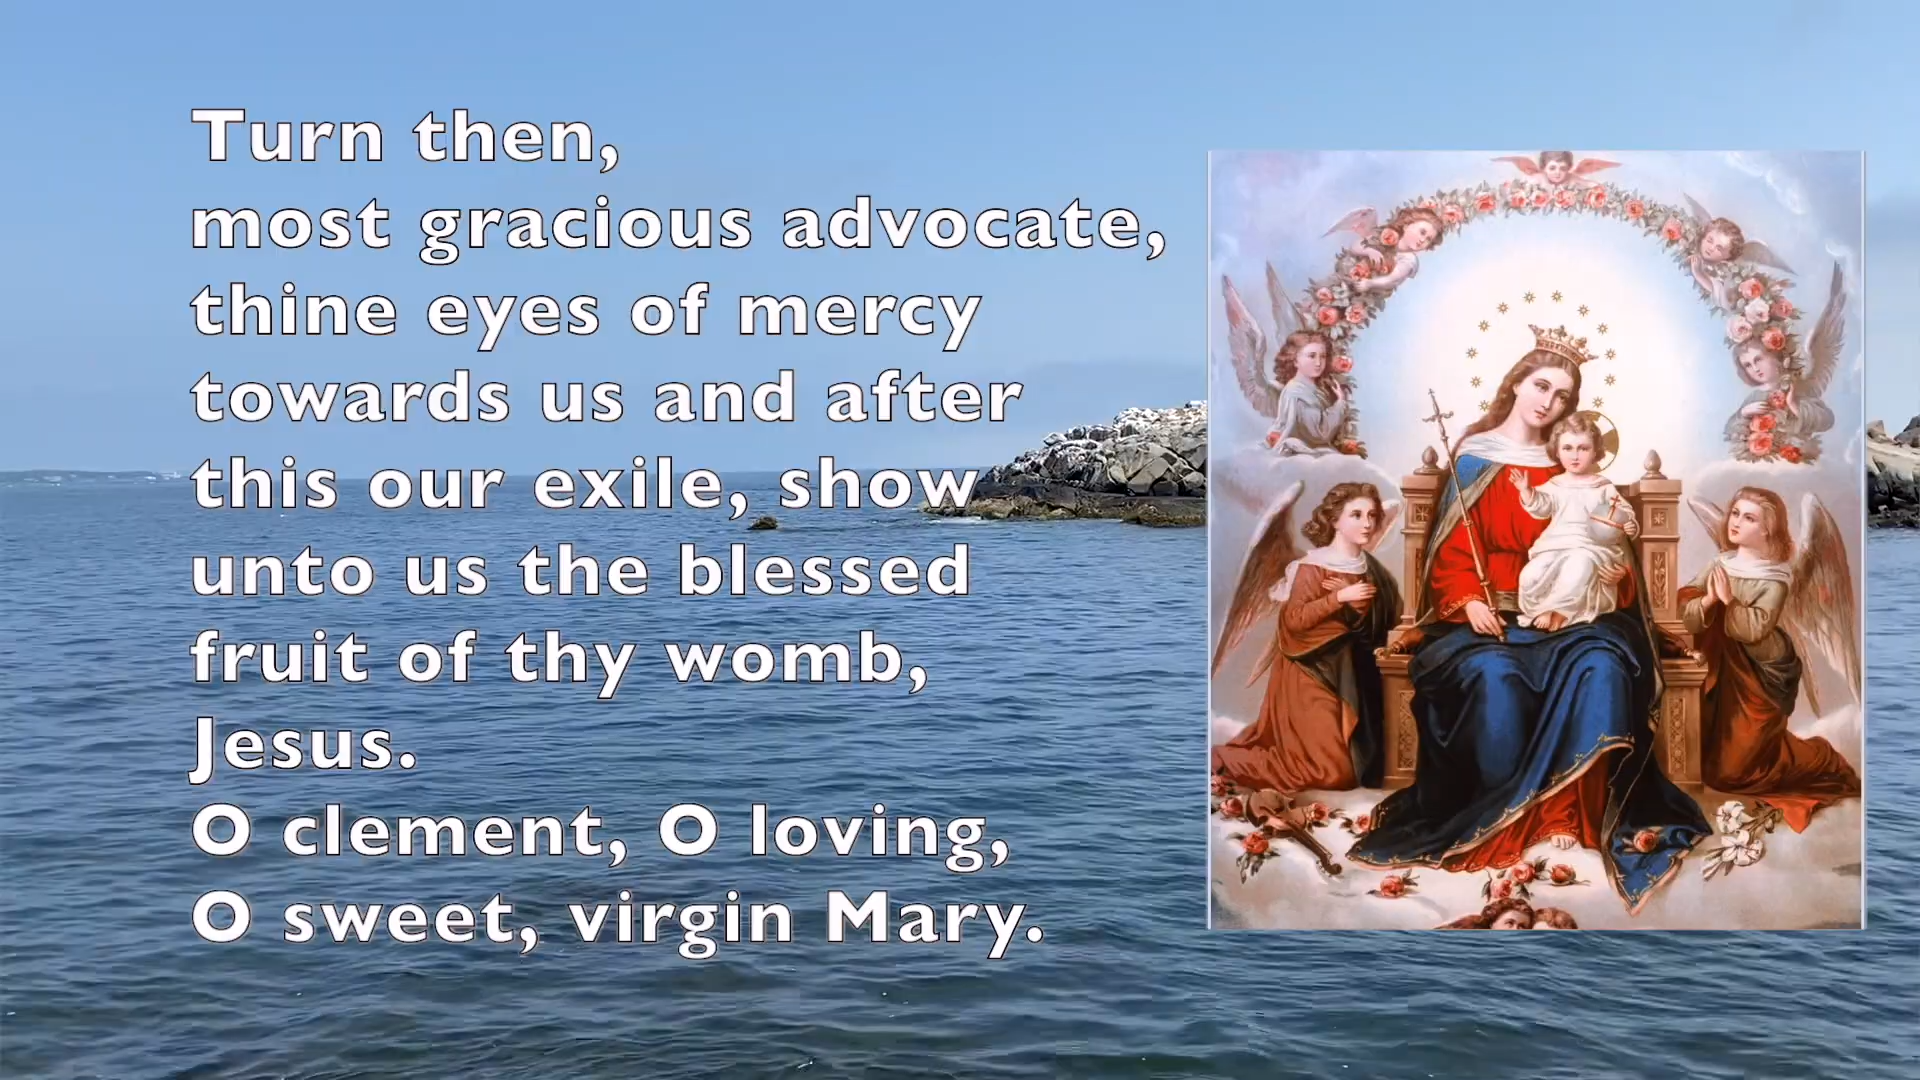 Turn then,
most gracious advocate,
thine eyes of mercy
towards us and after
this our exile, show
unto us the blessed
fruit of thy womb,
Jesus.
O clement, O loving,
O sweet, virgin Mary.